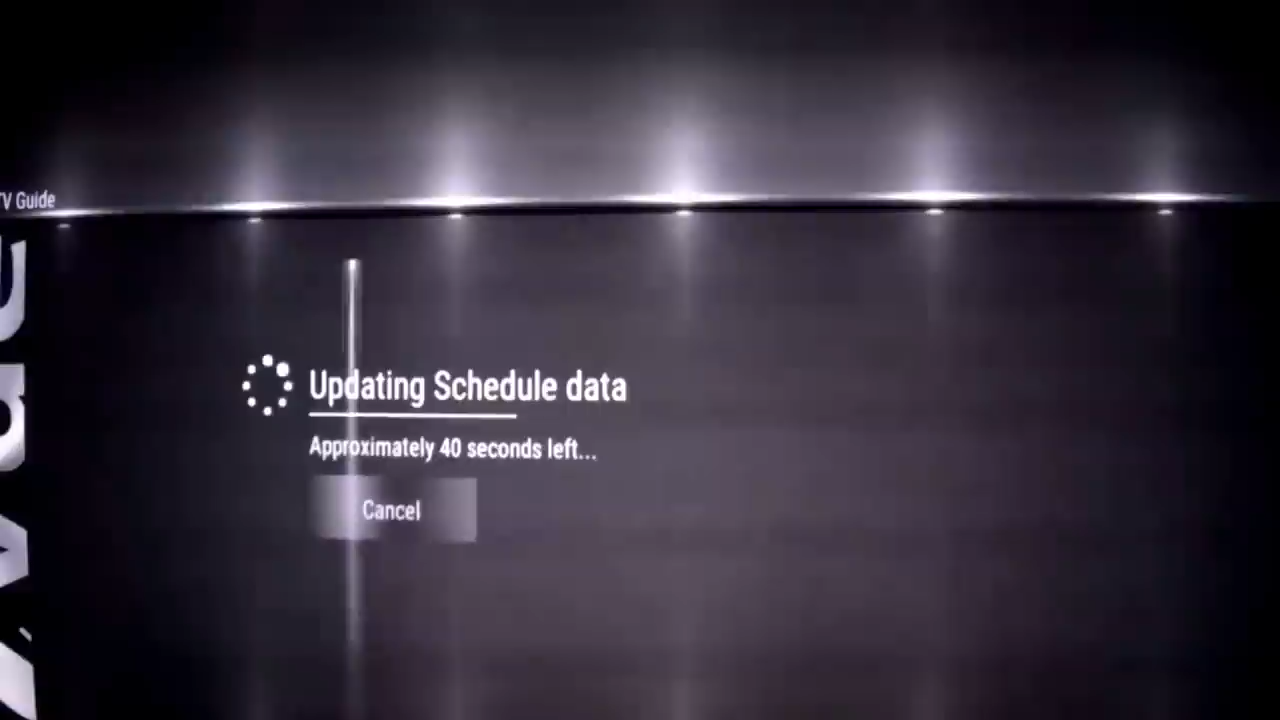 TV Guide
Updating Schedule data
Approximately 40 seconds left...
Cancel